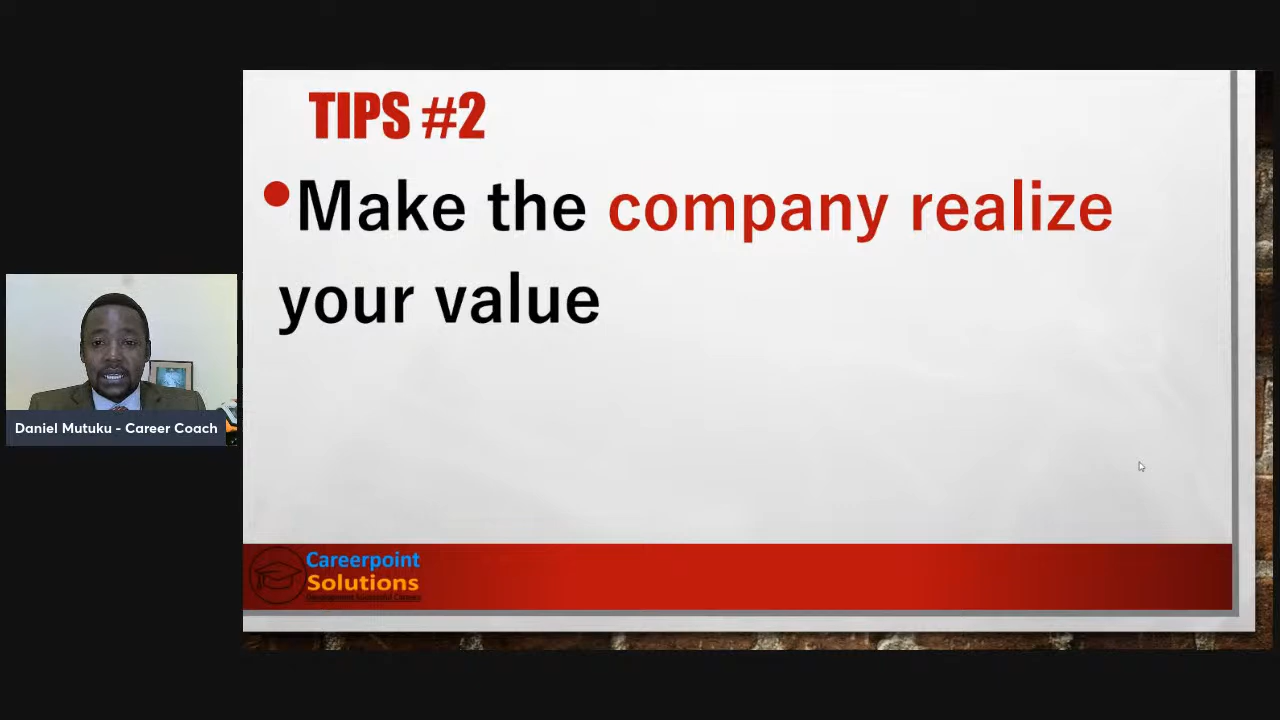 TIPS #2
•Make the company realize
your value
Daniel Mutuku - Career Coach
Careerpoint
Solutions